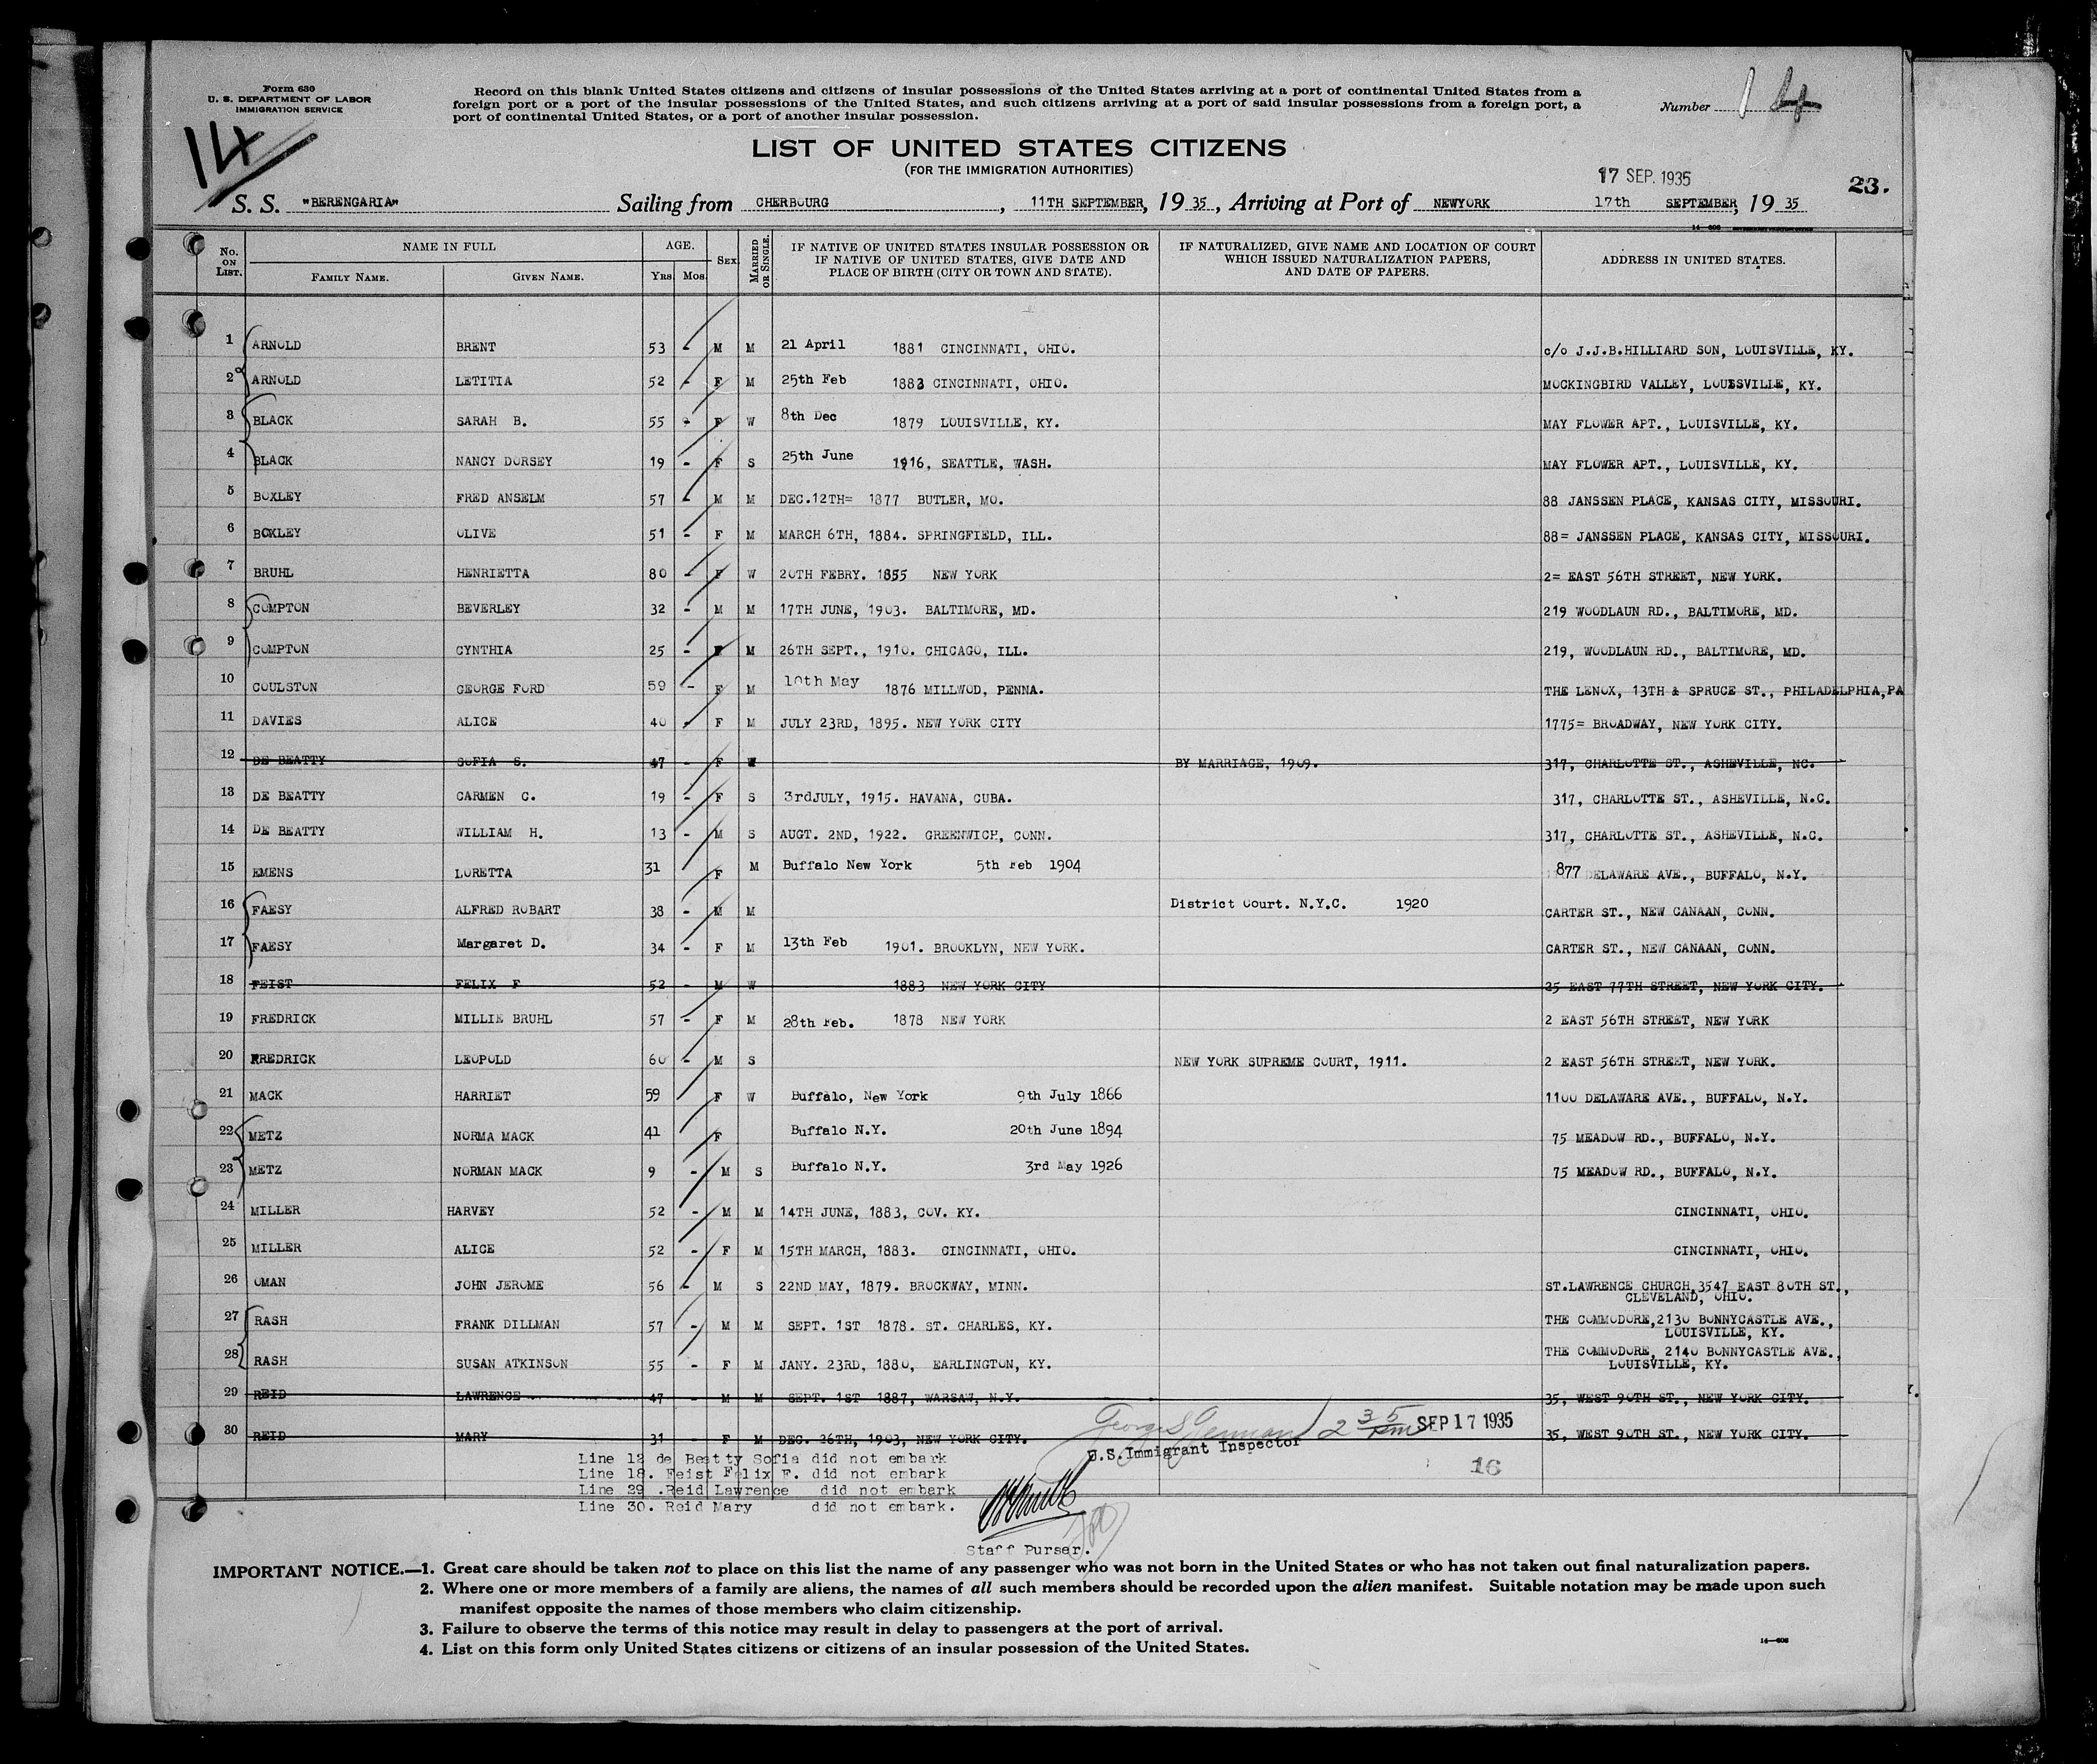 Form 630
U. S. DEPARTMENT OF LABOR
IMMIGRATION SERVICE
Record on this blank United States citizens and citizens of insular possessions of the United States arriving at a port of continental United States from a
foreign port or a port of the insular possessions of the United States, and such citizens arriving at a port of said insular possessions from a foreign port, a
port of continental United States, or a port of another insular possession.
Number 14
14
LIST OF UNITED STATES CITIZENS
(FOR THE IMMIGRATION AUTHORITIES)
17 SEP. 1935
23.
S. S. "BERENGARIA" Sailing from CHERBOURG, 11TH SEPTEMBER, 19 35, Arriving at Port of NEWYORK 17th SEPTEMBER, 19 35
14-608
No. ON LIST. NAME IN FULL FAMILY NAME. GIVEN NAME. AGE. Yrs. Mos. SEX MARRIED OR SINGLE. IF NATIVE OF UNITED STATES INSULAR POSSESSION OR IF NATIVE OF UNITED STATES, GIVE DATE AND PLACE OF BIRTH (CITY OR TOWN AND STATE). IF NATURALIZED, GIVE NAME AND LOCATION OF COURT WHICH ISSUED NATURALIZATION PAPERS, AND DATE OF PAPERS. ADDRESS IN UNITED STATES.
1 ARNOLD BRENT 53 - M M 21 April 1881 CINCINNATI, OHIO. c/o J.J.B.HILLIARD SON, LOUISVILLE, KY.
2 ARNOLD LETITIA 52 - F M 25th Feb 1883 CINCINNATI, OHIO. MOCKINGBIRD VALLEY, LOUISVILLE, KY.
3 BLACK SARAH B. 55 - F W 8th Dec 1879 LOUISVILLE, KY. MAY FLOWER APT., LOUISVILLE, KY.
4 BLACK NANCY DORSEY 19 - F S 25th June 1916, SEATTLE, WASH. MAY FLOWER APT., LOUISVILLE, KY.
5 BOXLEY FRED ANSELM 57 - M M DEC.12TH= 1877 BUTLER, MO. 88 JANSSEN PLACE, KANSAS CITY, MISSOURI.
6 BOXLEY OLIVE 51 - F M MARCH 6TH, 1884. SPRINGFIELD, ILL. 88= JANSSEN PLACE, KANSAS CITY, MISSOURI.
7 BRUHL HENRIETTA 80 - F W 20TH FEBRY. 1855 NEW YORK 2= EAST 56TH STREET, NEW YORK.
8 COMPTON BEVERLEY 32 - M M 17TH JUNE, 1903. BALTIMORE, MD. 219 WOODLAUN RD., BALTIMORE, MD.
9 COMPTON CYNTHIA 25 - F M 26TH SEPT., 1910. CHICAGO, ILL. 219, WOODLAUN RD., BALTIMORE, MD.
10 COULSTON GEORGE FORD 59 - F M 10th May 1876 MILLWOD, PENNA. THE LENOX, 13TH & SPRUCE ST., PHILADELPHIA,PA
11 DAVIES ALICE 40 - F M JULY 23RD, 1895. NEW YORK CITY 1775= BROADWAY, NEW YORK CITY.
12 DE BEATTY SOFIA S. 47 - F W BY MARRIAGE, 1909. 317, CHARLOTTE ST., ASHEVILLE, NC.
13 DE BEATTY CARMEN C. 19 - F S 3rdJULY, 1915. HAVANA, CUBA. 317, CHARLOTTE ST., ASHEVILLE, N.C.
14 DE BEATTY WILLIAM H. 13 - M S AUGT. 2ND, 1922. GREENWICH, CONN. 317, CHARLOTTE ST., ASHEVILLE, N.C.
15 EMENS LORETTA 31 F M Buffalo New York 5th Feb 1904 877 DELAWARE AVE., BUFFALO, N.Y.
16 FAESY ALFRED ROBART 38 - M M District Court. N.Y.C. 1920 CARTER ST., NEW CANAAN, CONN.
17 FAESY Margaret D. 34 - F M 13th Feb 1901. BROOKLYN, NEW YORK. CARTER ST., NEW CANAAN, CONN.
18 FEIST FELIX F 52 - M W 1883 NEW YORK CITY 25 EAST 77TH STREET, NEW YORK CITY.
19 FREDRICK MILLIE BRUHL 57 - F M 28th Feb. 1878 NEW YORK 2 EAST 56TH STREET, NEW YORK
20 FREDRICK LEOPOLD 60 - M S NEW YORK SUPREME COURT, 1911. 2 EAST 56TH STREET, NEW YORK.
21 MACK HARRIET 59 F W Buffalo, New York 9th July 1866 1100 DELAWARE AVE., BUFFALO, N.Y.
22 METZ NORMA MACK 41 F Buffalo N.Y. 20th June 1894 75 MEADOW RD., BUFFALO, N.Y.
23 METZ NORMAN MACK 9 - M S Buffalo N.Y. 3rd May 1926 75 MEADOW RD., BUFFALO, N.Y.
24 MILLER HARVEY 52 - M M 14TH JUNE, 1883, COV. KY. CINCINNATI, OHIO.
25 MILLER ALICE 52 - F M 15TH MARCH, 1883. CINCINNATI, OHIO. CINCINNATI, OHIO.
26 OMAN JOHN JEROME 56 - M S 22ND MAY, 1879. BROCKWAY, MINN. ST.LAWRENCE CHURCH,3547 EAST 80TH ST.,
CLEVELAND, OHIO.
27 RASH FRANK DILLMAN 57 - M M SEPT. 1ST 1878. ST. CHARLES, KY. THE COMMODORE,2130 BONNYCASTLE AVE.,
LOUISVILLE, KY.
28 RASH SUSAN ATKINSON 55 - F M JANY. 23RD, 1880, EARLINGTON, KY. THE COMMODORE, 2140 BONNYCASTLE AVE.,
LOUISVILLE, KY.
29 REID LAWRENCE 47 - M M SEPT. 1ST 1887, WARSAW, N.Y. 35, WEST 90TH ST., NEW YORK CITY.
30 REID MARY 31 - F M DEC. 26TH, 1903, NEW YORK CITY. 35, WEST 90TH ST., NEW YORK CITY.
2 35 pm SEP 17 1935
U.S.Immigrant Inspector
16
Line 12 de Beatty Sofia did not embark
Line 18. Feist Felix F. did not embark
Line 29 .Reid Lawrence did not embark
Line 30. Reid Mary did not embark.
Staff Purser.
IMPORTANT NOTICE.—1. Great care should be taken not to place on this list the name of any passenger who was not born in the United States or who has not taken out final naturalization papers.
2. Where one or more members of a family are aliens, the names of all such members should be recorded upon the alien manifest. Suitable notation may be made upon such
manifest opposite the names of those members who claim citizenship.
3. Failure to observe the terms of this notice may result in delay to passengers at the port of arrival.
4. List on this form only United States citizens or citizens of an insular possession of the United States.
14—608